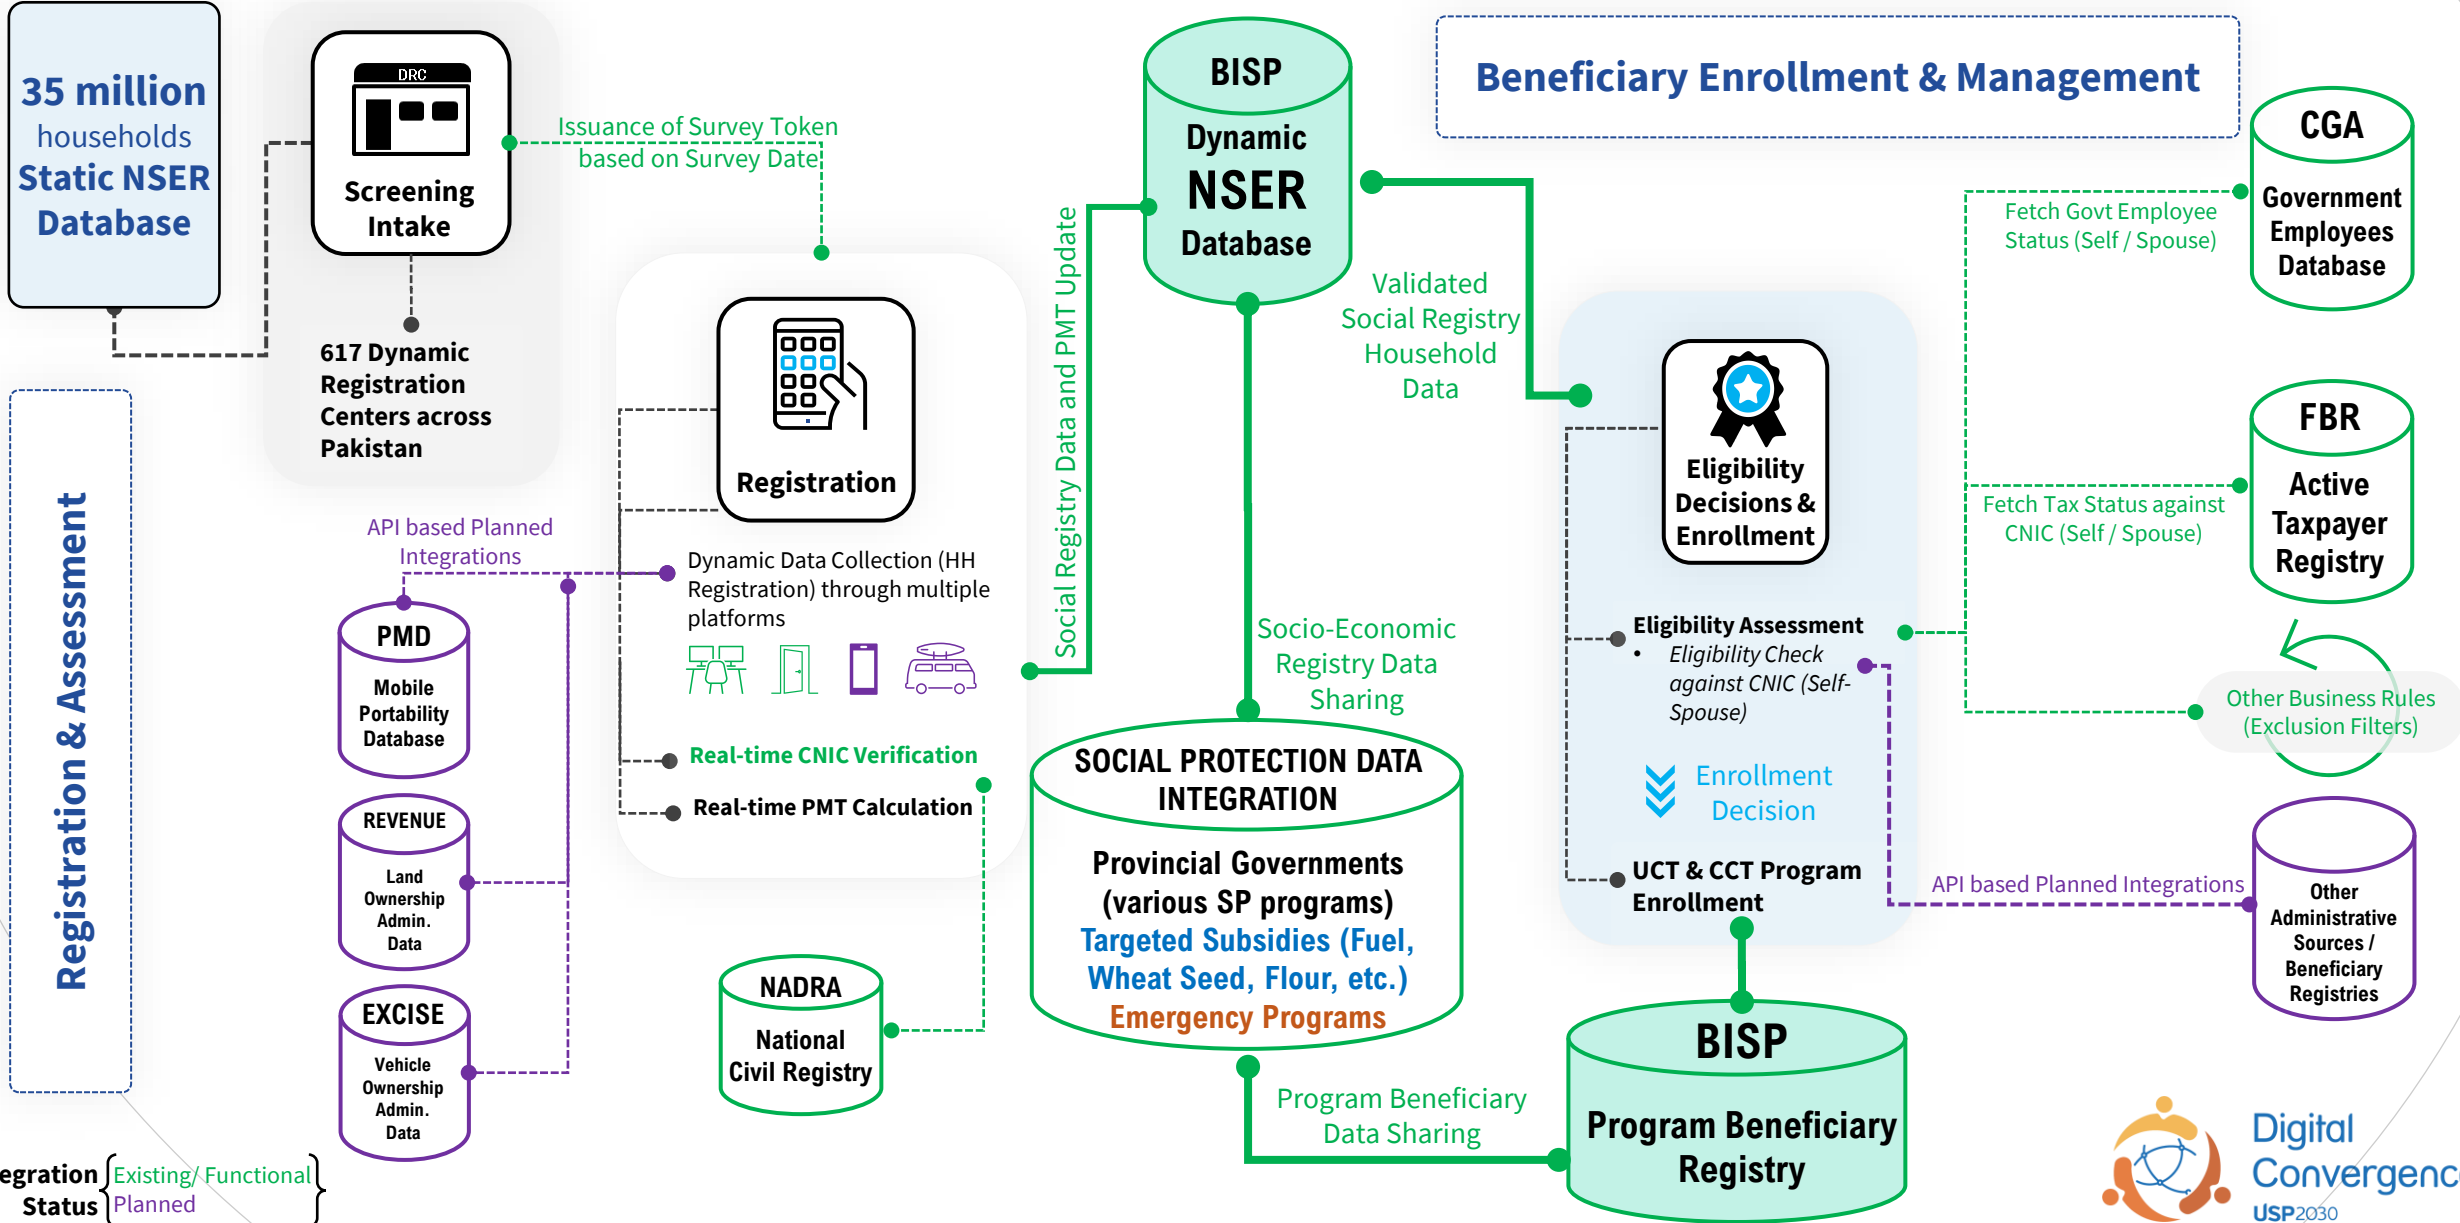 35 million
households
Static NSER
Database
DRC
Screening
Intake
617 Dynamic
Registration
Centers across
Pakistan
Issuance of Survey Token
based on Survey Date
Registration & Assessment
Registration
API based Planned
Integrations
Dynamic Data Collection (HH
Registration) through multiple
platforms
Real-time CNIC Verification
Real-time PMT Calculation
PMD
Mobile
Portability
Database
REVENUE
Land
Ownership
Admin.
Data
EXCISE
Vehicle
Ownership
Admin.
Data
NADRA
National
Civil Registry
Social Registry Data and PMT Update
BISP
Dynamic
NSER
Database
Validated
Social Registry
Household
Data
Socio-Economic
Registry Data
Sharing
SOCIAL PROTECTION DATA
INTEGRATION
Provincial Governments
(various SP programs)
Targeted Subsidies (Fuel,
Wheat Seed, Flour, etc.)
Emergency Programs
Program Beneficiary
Data Sharing
Beneficiary Enrollment & Management
Eligibility
Decisions &
Enrollment
Eligibility Assessment
• Eligibility Check
against CNIC (Self-
Spouse)
Enrollment
Decision
UCT & CCT Program
Enrollment
BISP
Program Beneficiary
Registry
CGA
Government
Employees
Database
Fetch Govt Employee
Status (Self / Spouse)
FBR
Active
Taxpayer
Registry
Fetch Tax Status against
CNIC (Self / Spouse)
Other Business Rules
(Exclusion Filters)
API based Planned Integrations
Other
Administrative
Sources /
Beneficiary
Registries
egration
Status
Existing/ Functional
Planned
Digital
Convergenc
USP2030